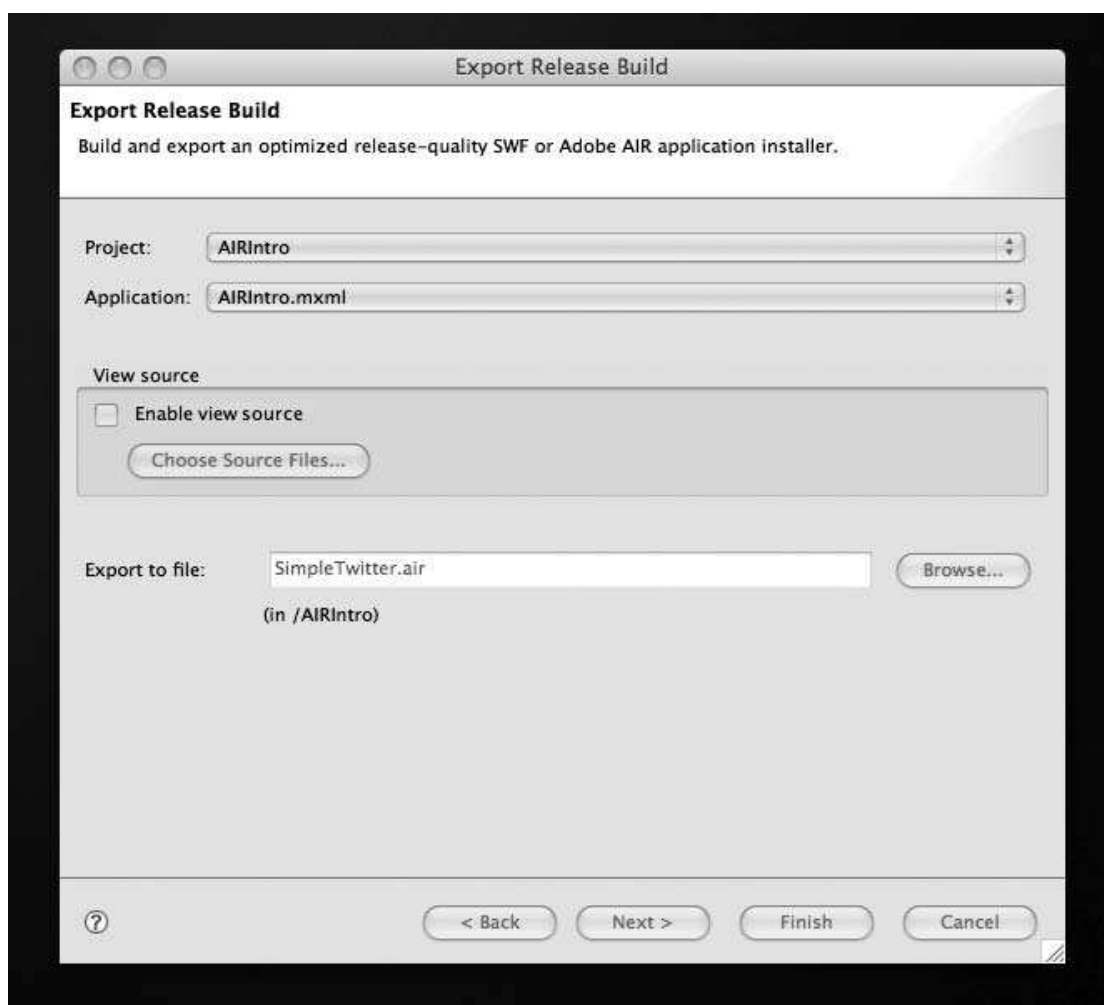 Export Release Build
Export Release Build
Build and export an optimized release-quality SWF or Adobe AIR application installer.
Project: AIRIntro
Application: AIRIntro.mxml
View source
Enable view source
Choose Source Files...
Export to file: SimpleTwitter.air Browse...
(in /AIRIntro)
? < Back Next > Finish Cancel